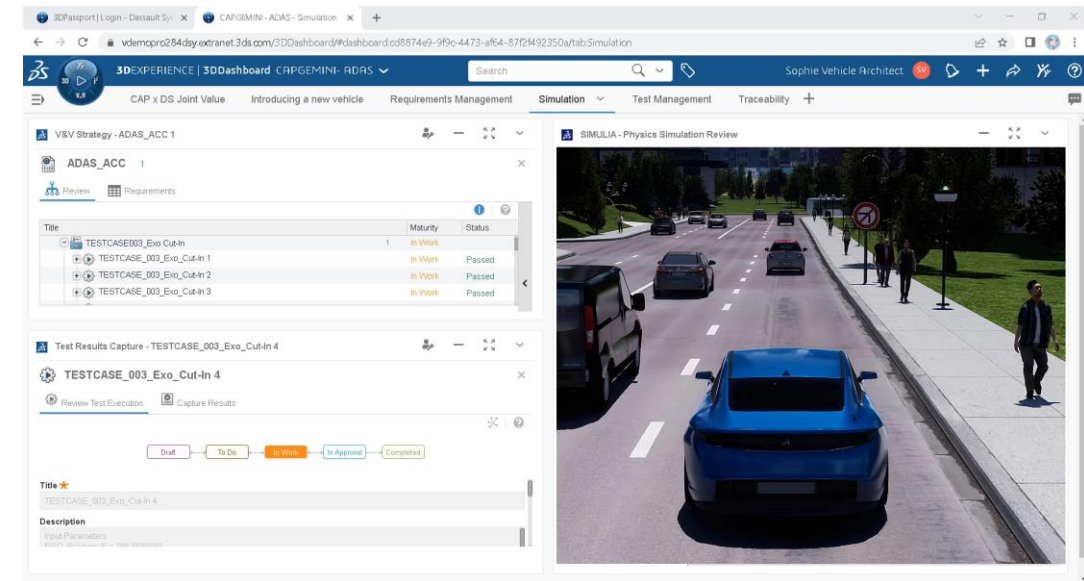 3DPassport | Login - Dassault Sys
CAPGEMINI- ADAS - Simulation
vdemopro284dsy.extranet.3ds.com/3DDashboard/#dashboard:cd8874e9-9f9c-4473-af64-87f2f492350a/tab:Simulation
3DEXPERIENCE | 3DDashboard CAPGEMINI- ADAS
Search
Sophie Vehicle Architect
SV
3D
V.R
CAP x DS Joint Value
Introducing a new vehicle
Requirements Management
Simulation
Test Management
Traceability
V&V Strategy - ADAS_ACC 1
ADAS_ACC 1
Review
Requirements
Title
Maturity
Status
TESTCASE003_Exo Cut-In 1 In Work
TESTCASE_003_Exo_Cut-In 1 In Work Passed
TESTCASE_003_Exo_Cut-In 2 In Work Passed
TESTCASE_003_Exo_Cut-In 3 In Work Passed
Test Results Capture - TESTCASE_003_Exo_Cut-In 4
TESTCASE_003_Exo_Cut-In 4
Review Test Execution
Capture Results
Draft
To Do
In Work
In Approval
Completed
Title
TESTCASE_003_Exo_Cut-In 4
Description
Input Parameters
SIMULIA - Physics Simulation Review